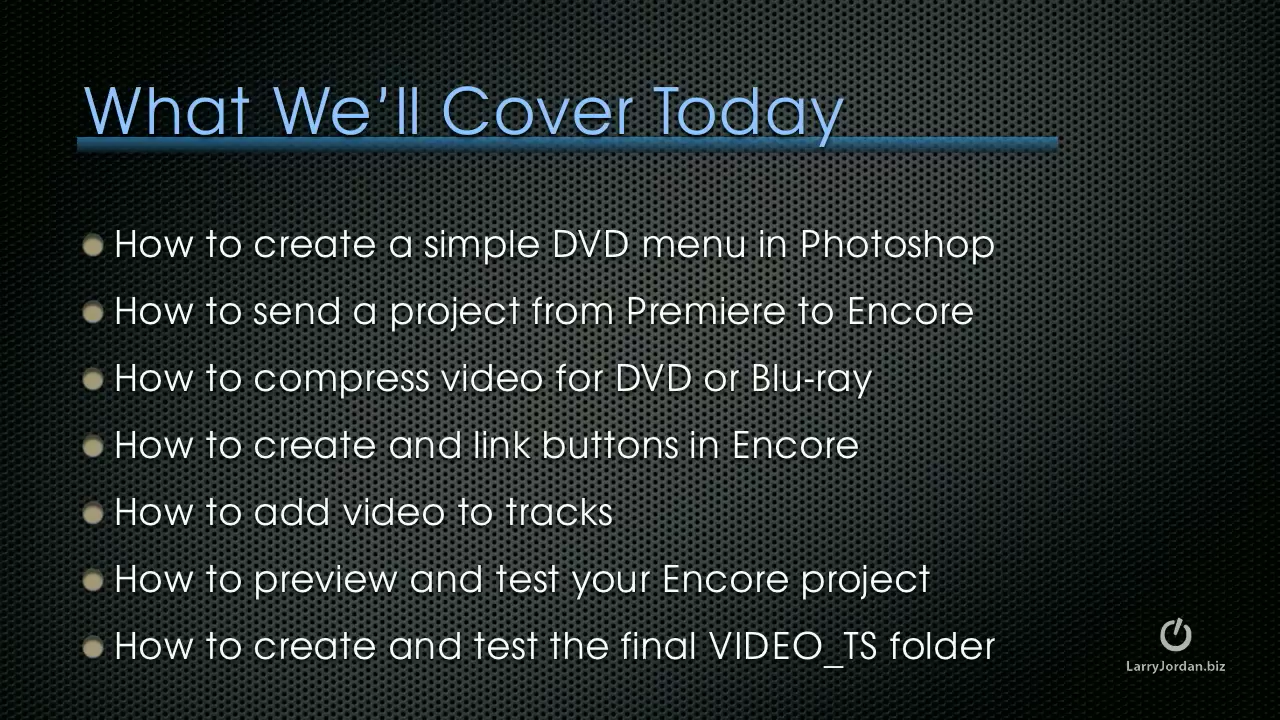 What We’ll Cover Today
How to create a simple DVD menu in Photoshop
How to send a project from Premiere to Encore
How to compress video for DVD or Blu-ray
How to create and link buttons in Encore
How to add video to tracks
How to preview and test your Encore project
How to create and test the final VIDEO_TS folder
LarryJordan.biz